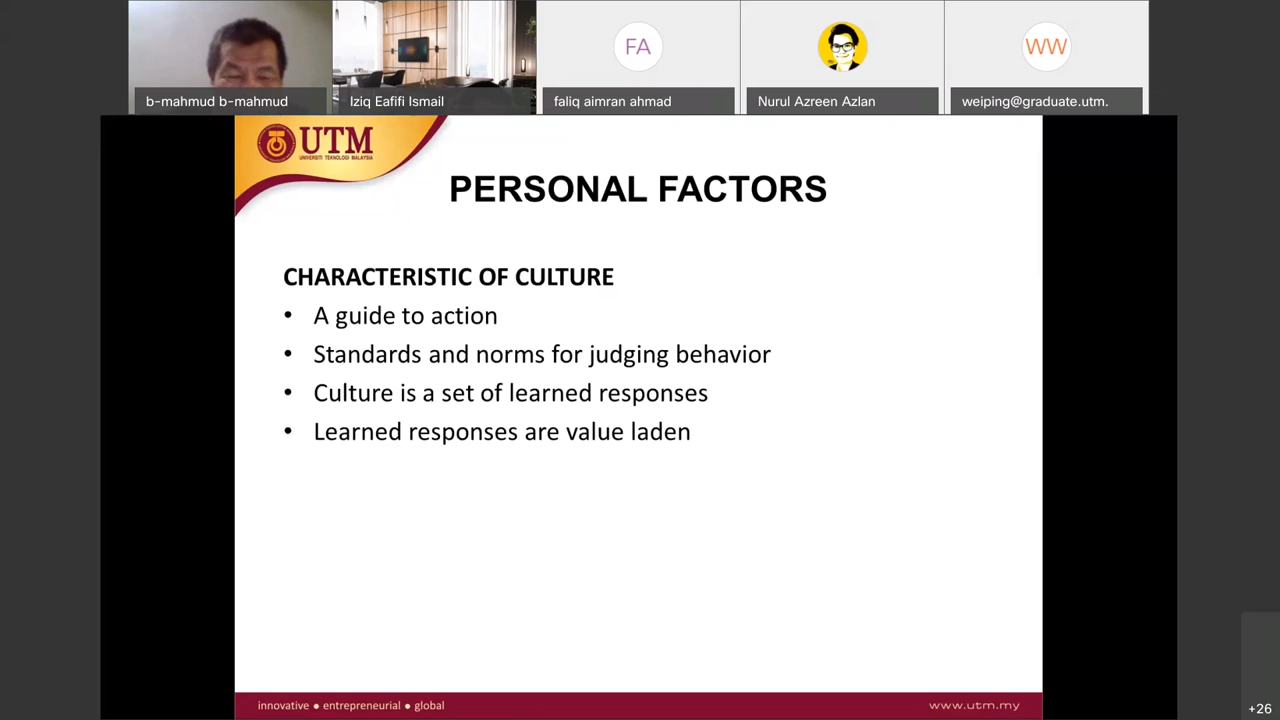 b-mahmud b-mahmud
Iziq Eafifi Ismail
FA
faliq aimran ahmad
Nurul Azreen Azlan
WW
weiping@graduate.utm.
UTM
UNIVERSITI TEKNOLOGI MALAYSIA
PERSONAL FACTORS
CHARACTERISTIC OF CULTURE
• A guide to action
• Standards and norms for judging behavior
• Culture is a set of learned responses
• Learned responses are value laden
innovative ● entrepreneurial ● global
www.utm.my
+26